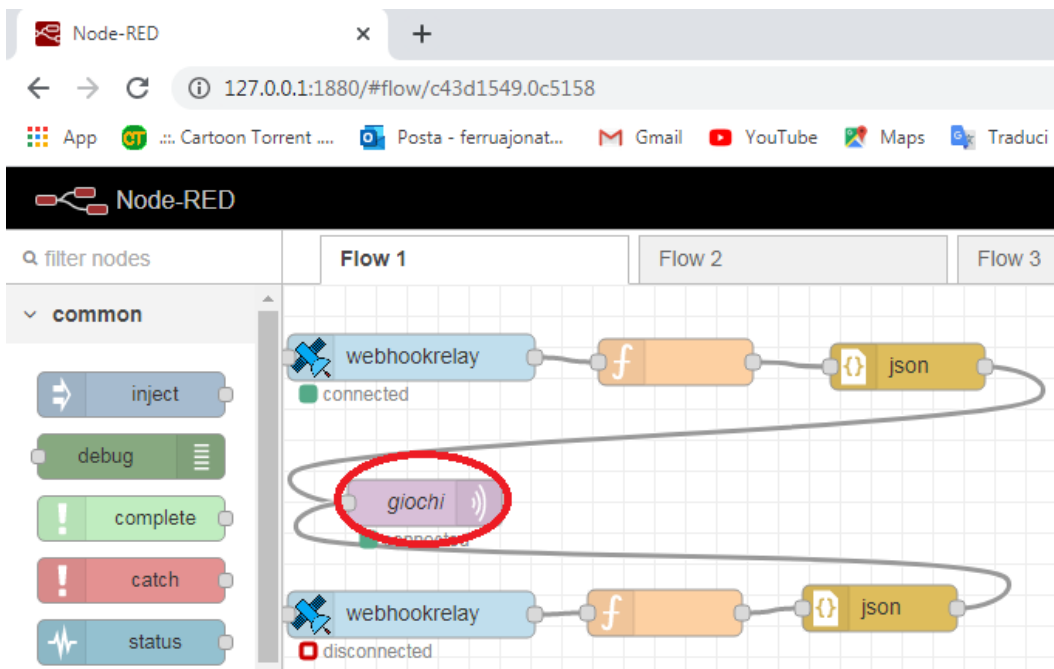 Node-RED
127.0.0.1:1880/#flow/c43d1549.0c5158
App .::. Cartoon Torrent .... Posta - ferruajonat... Gmail YouTube Maps Traduci
Node-RED
filter nodes
Flow 1 Flow 2 Flow 3
common
webhookrelay f {} json
connected
inject
debug
giochi
complete
connected
catch
webhookrelay f {} json
status
disconnected